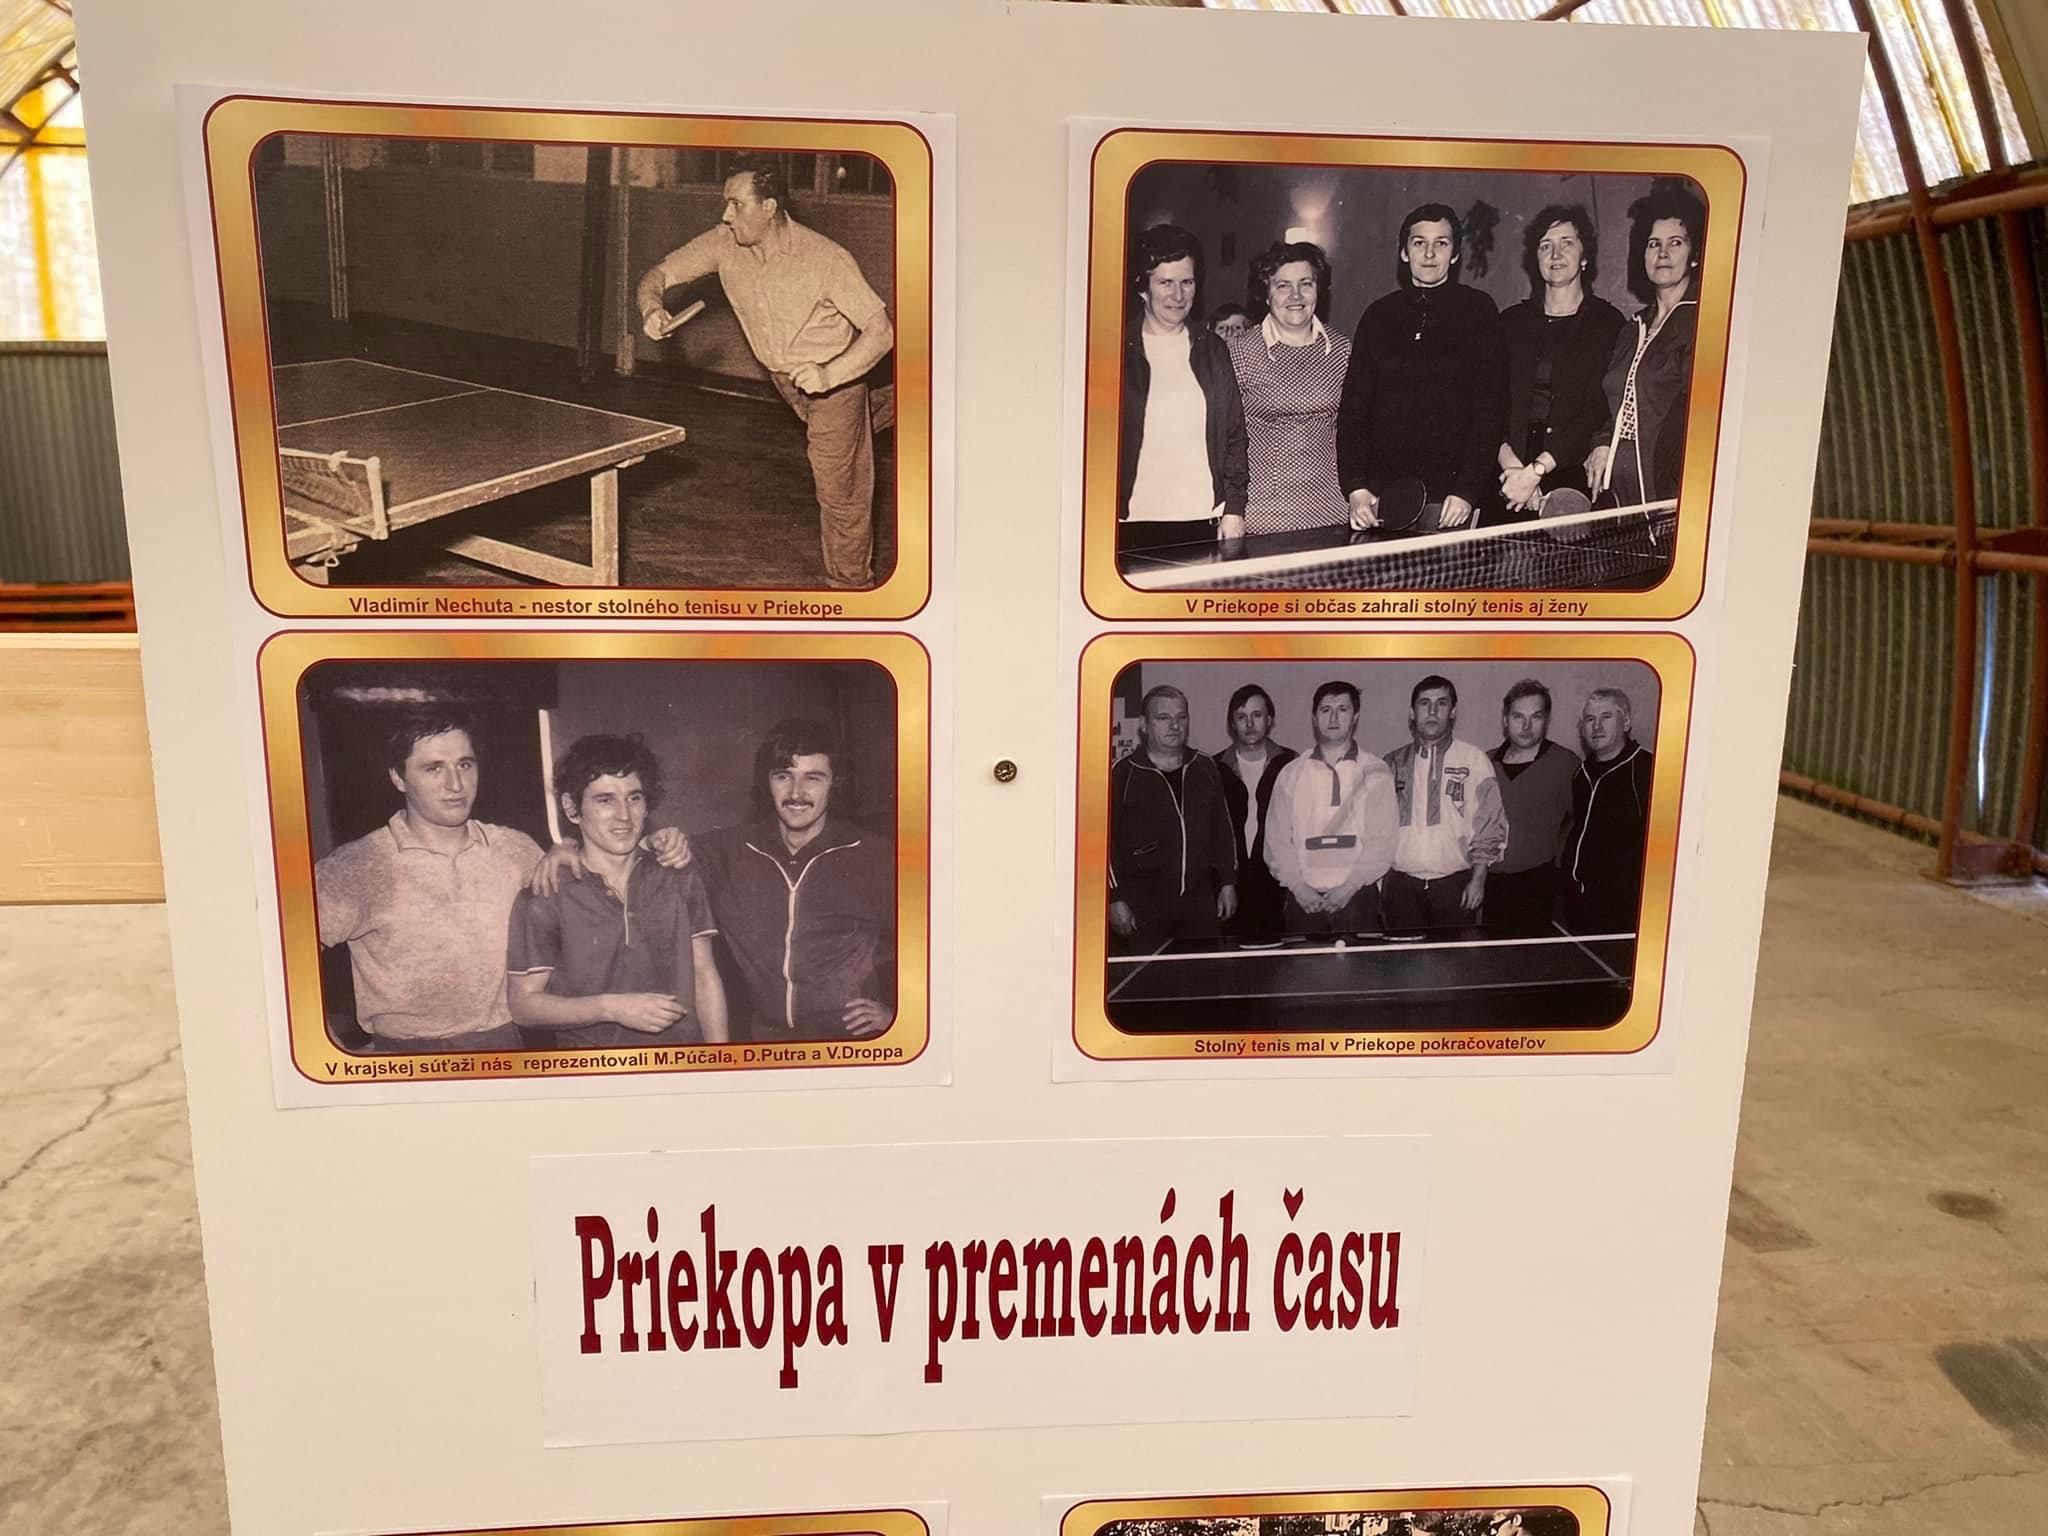 Vladimír Nechuta - nestor stolného tenisu v Priekope
V Priekope si občas zahrali stolný tenis aj ženy
V krajskej súťaži nás reprezentovali M.Púčala, D.Putra a V.Droppa
Stolný tenis mal v Priekope pokračovateľov
Priekopa v premenách času